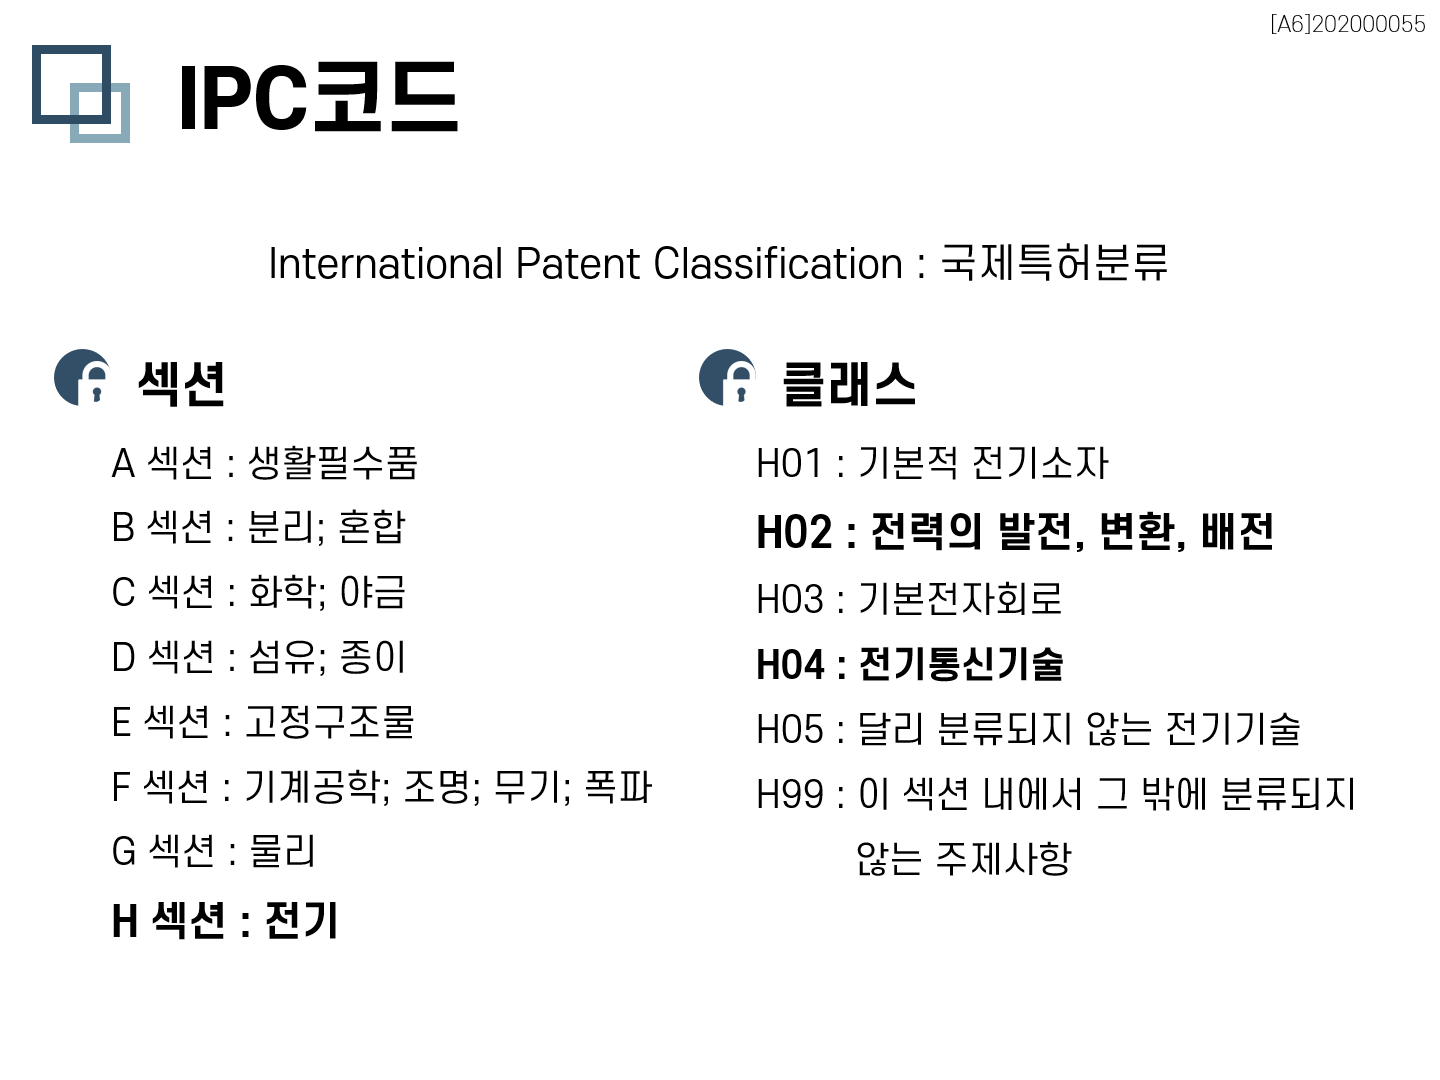 [A6]202000055
IPC코드
International Patent Classification : 국제특허분류
섹션
A 섹션 : 생활필수품
B 섹션 : 분리; 혼합
C 섹션 : 화학; 야금
D 섹션 : 섬유; 종이
E 섹션 : 고정구조물
F 섹션 : 기계공학; 조명; 무기; 폭파
G 섹션 : 물리
H 섹션 : 전기
클래스
H01 : 기본적 전기소자
H02 : 전력의 발전, 변환, 배전
H03 : 기본전자회로
H04 : 전기통신기술
H05 : 달리 분류되지 않는 전기기술
H99 : 이 섹션 내에서 그 밖에 분류되지
않는 주제사항